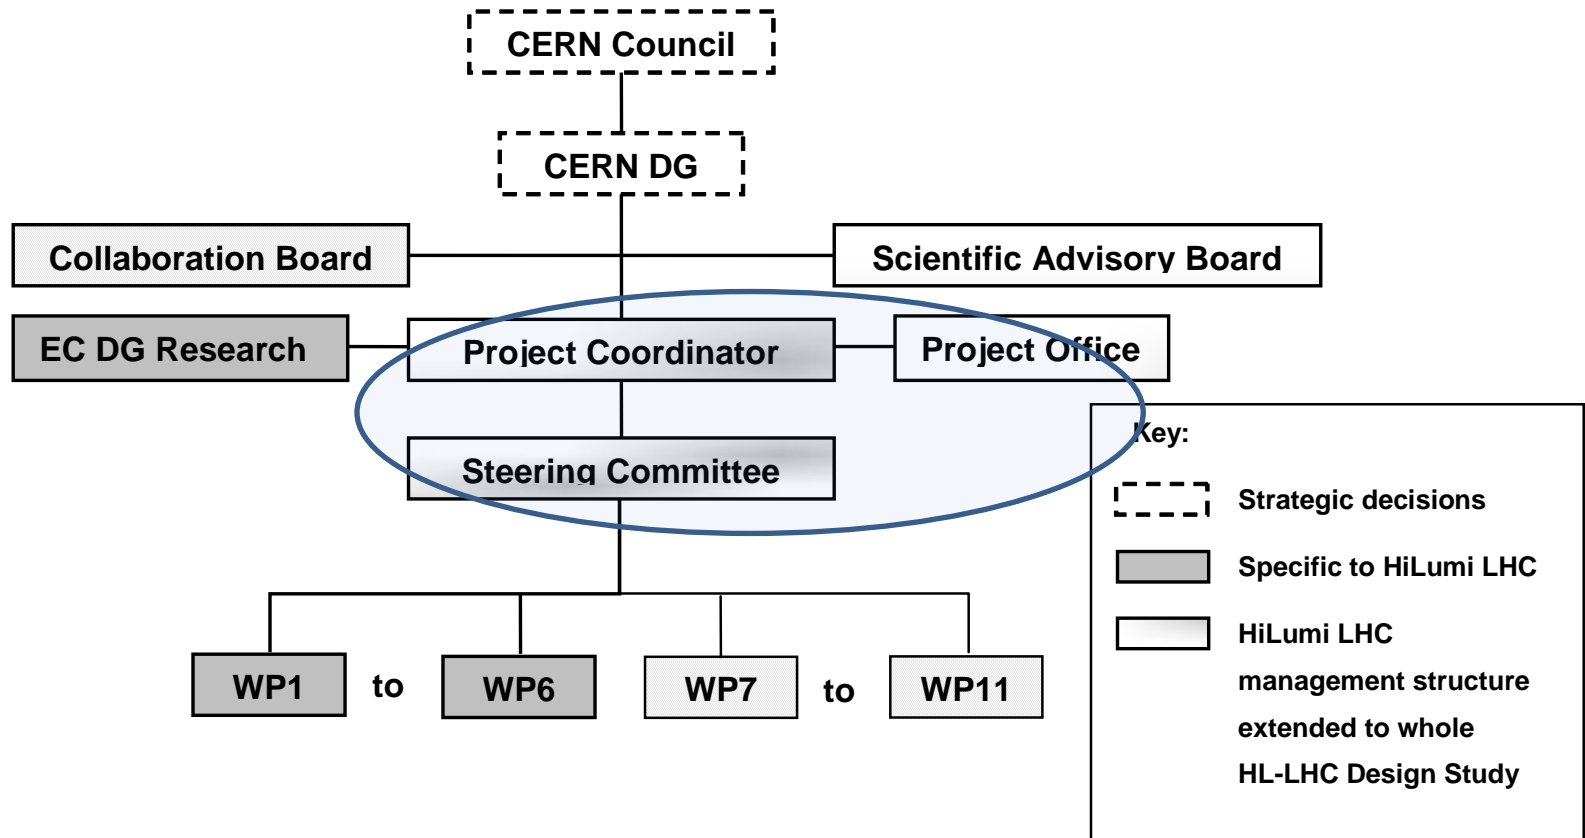 CERN Council
CERN DG
Collaboration Board
Scientific Advisory Board
EC DG Research
Project Coordinator
Project Office
Steering Committee
Key:
Strategic decisions
Specific to HiLumi LHC
HiLumi LHC
management structure
extended to whole
HL-LHC Design Study
WP1 to WP6 WP7 to WP11